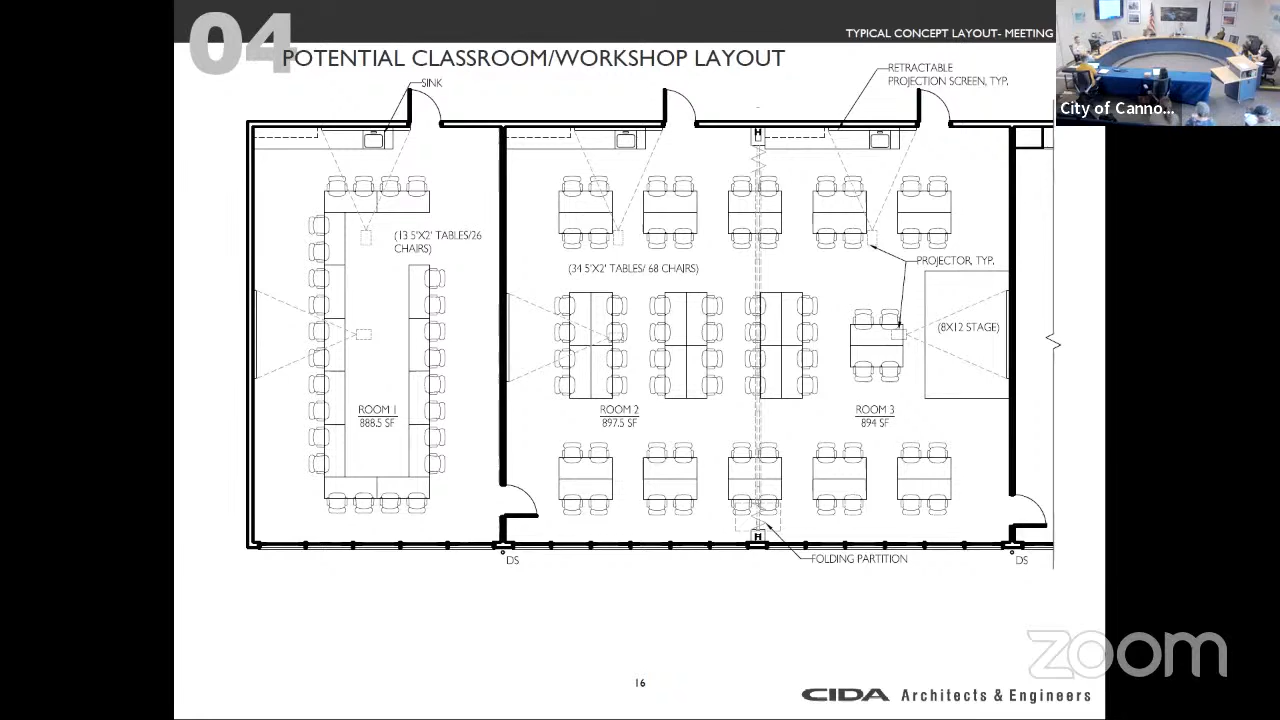 04
TYPICAL CONCEPT LAYOUT- MEETING
POTENTIAL CLASSROOM/WORKSHOP LAYOUT
City of Canno...
RETRACTABLE
PROJECTION SCREEN, TYP.
SINK
H
(13 5'X2' TABLES/26
CHAIRS)
(34 5'X2' TABLES/ 68 CHAIRS)
PROJECTOR, TYP.
(8X12 STAGE)
ROOM 1
888.5 SF
ROOM 2
897.5 SF
ROOM 3
894 SF
H
DS
FOLDING PARTITION
DS
zoom
16
CIDA Architects & Engineers